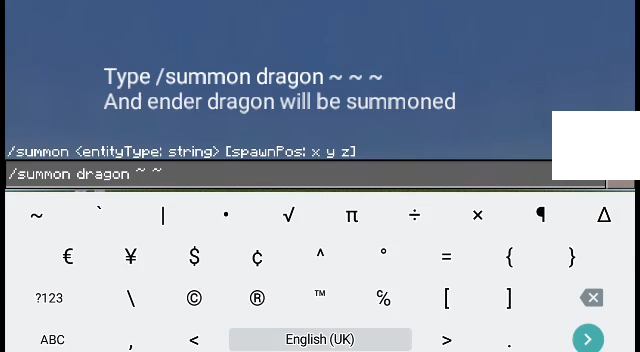 Type /summon dragon ~ ~ ~
And ender dragon will be summoned
/summon <entityType: string> [spawnPos: x y z]
/summon dragon ~ ~
~ ` | • √ π ÷ × ¶ Δ
€ ¥ $ ¢ ^ ° = { }
?123 \ © ® ™ ℅ [ ]
ABC , < English (UK) > .